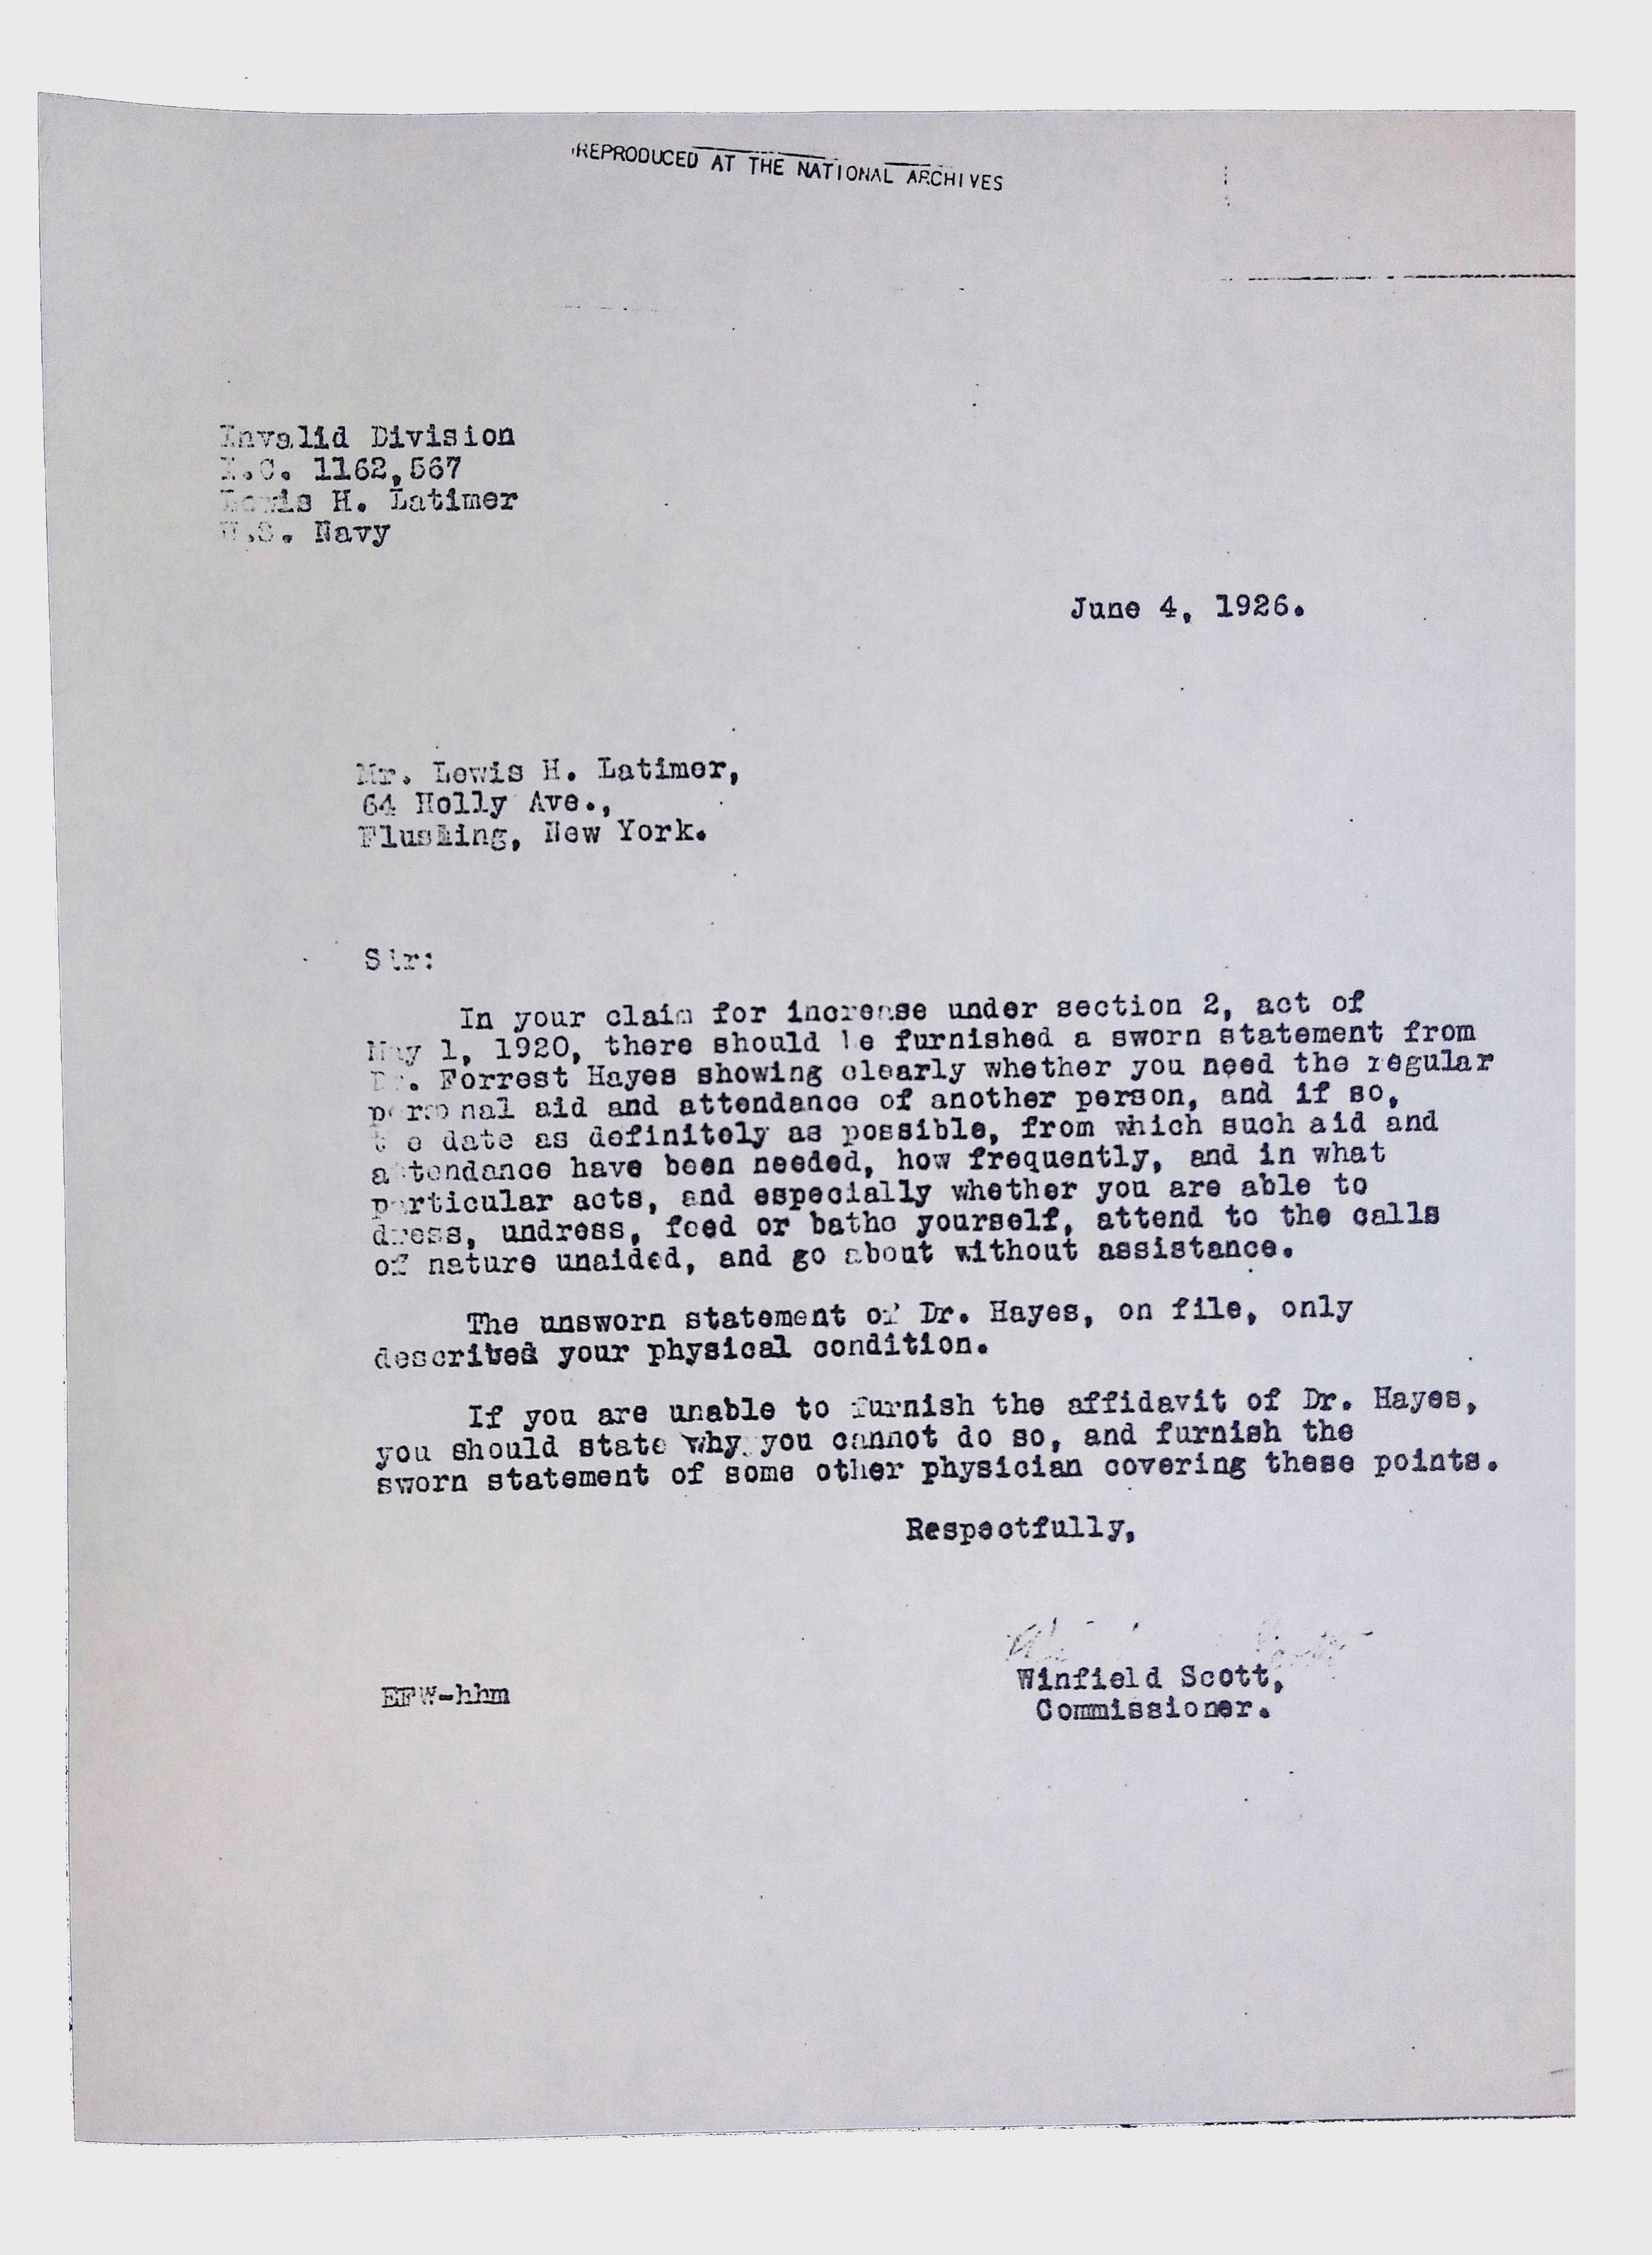 REPRODUCED AT THE NATIONAL ARCHIVES
Invalid Division
I.C. 1162,567
Lewis H. Latimer
U.S. Navy
June 4, 1926.
Mr. Lewis H. Latimer,
64 Holly Ave.,
Flushing, New York.
Sir:
In your claim for increase under section 2, act of
May 1, 1920, there should be furnished a sworn statement from
Dr. Forrest Hayes showing clearly whether you need the regular
personal aid and attendance of another person, and if so,
the date as definitely as possible, from which such aid and
attendance have been needed, how frequently, and in what
particular acts, and especially whether you are able to
dress, undress, feed or bathe yourself, attend to the calls
of nature unaided, and go about without assistance.
The unsworn statement of Dr. Hayes, on file, only
described your physical condition.
If you are unable to furnish the affidavit of Dr. Hayes,
you should state why you cannot do so, and furnish the
sworn statement of some other physician covering these points.
Respectfully,
Winfield Scott,
EFW-hhm
Commissioner.